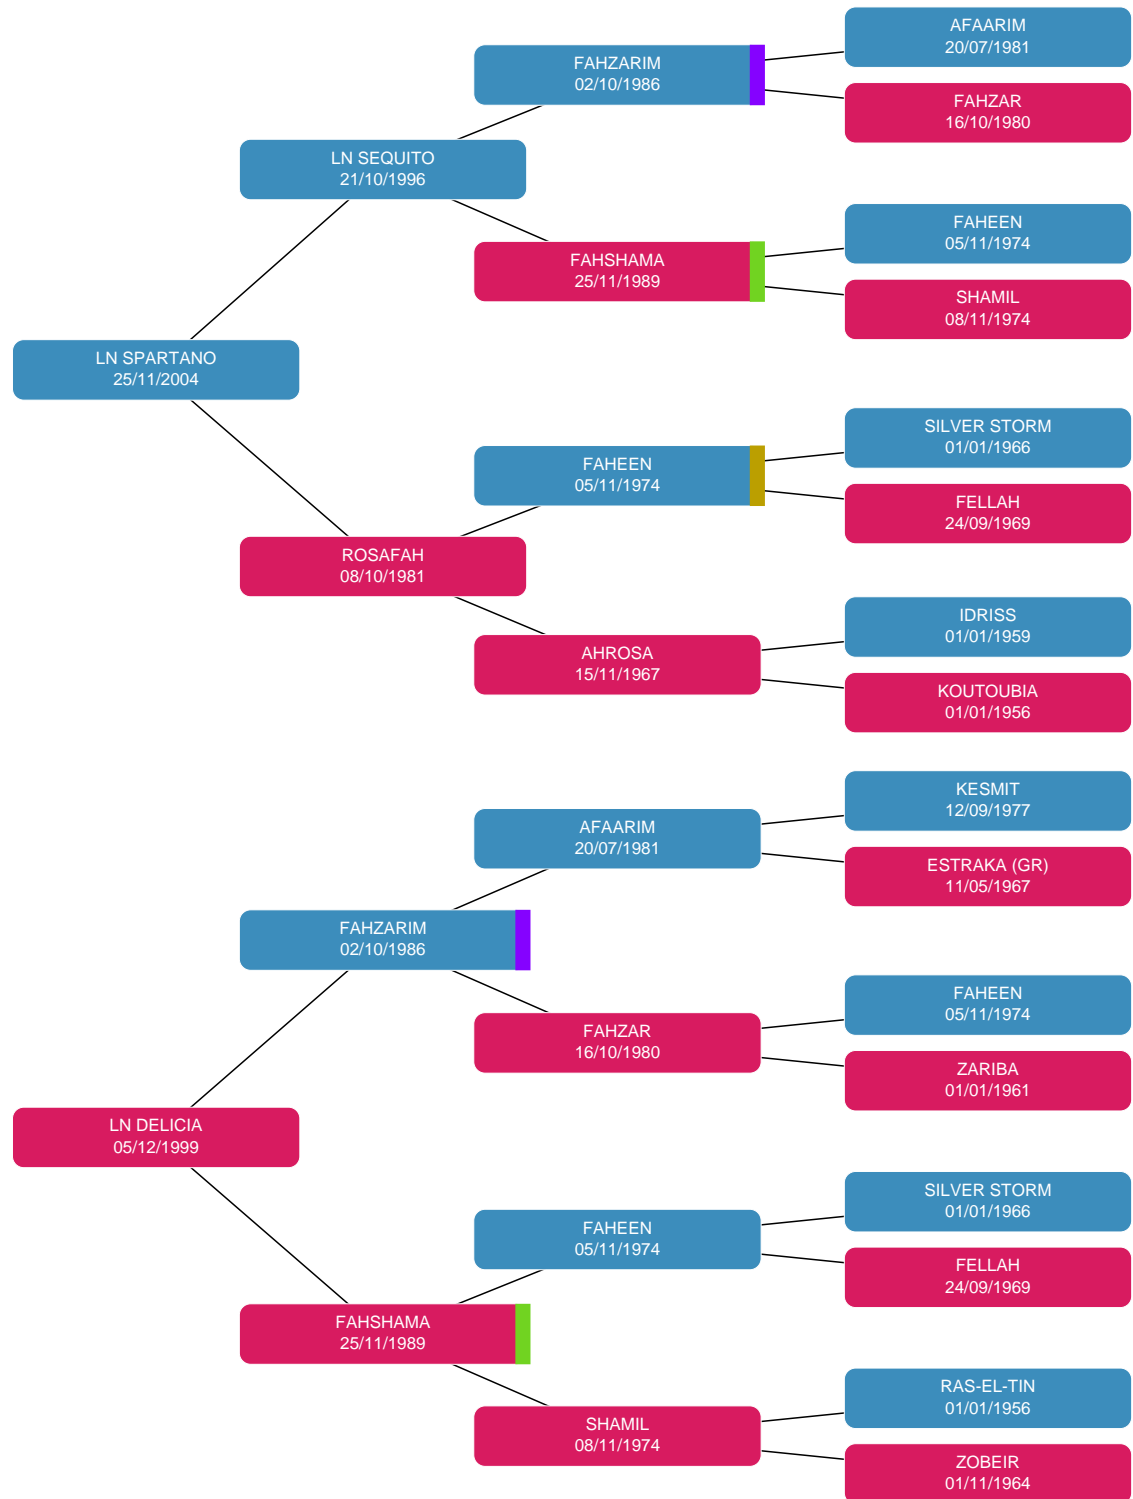 AFAARIM
20/07/1981
FAHZARIM
02/10/1986
FAHZAR
16/10/1980
LN SEQUITO
21/10/1996
FAHEEN
05/11/1974
FAHSHAMA
25/11/1989
SHAMIL
08/11/1974
LN SPARTANO
25/11/2004
SILVER STORM
01/01/1966
FAHEEN
05/11/1974
FELLAH
24/09/1969
ROSAFAH
08/10/1981
IDRISS
01/01/1959
AHROSA
15/11/1967
KOUTOUBIA
01/01/1956
KESMIT
12/09/1977
AFAARIM
20/07/1981
ESTRAKA (GR)
11/05/1967
FAHZARIM
02/10/1986
FAHEEN
05/11/1974
FAHZAR
16/10/1980
ZARIBA
01/01/1961
LN DELICIA
05/12/1999
SILVER STORM
01/01/1966
FAHEEN
05/11/1974
FELLAH
24/09/1969
FAHSHAMA
25/11/1989
RAS-EL-TIN
01/01/1956
SHAMIL
08/11/1974
ZOBEIR
01/11/1964